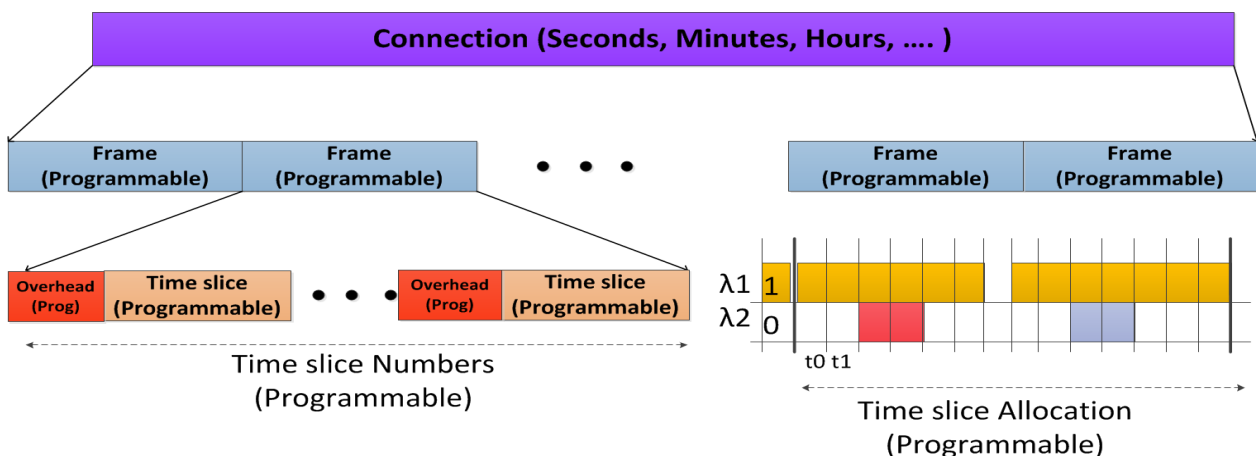 Connection (Seconds, Minutes, Hours, .... )
Frame
(Programmable)
Frame
(Programmable)
Frame
(Programmable)
Frame
(Programmable)
Overhead
(Prog)
Time slice
(Programmable)
Overhead
(Prog)
Time slice
(Programmable)
Time slice Numbers
(Programmable)
λ1 1
λ2 0
t0 t1
Time slice Allocation
(Programmable)